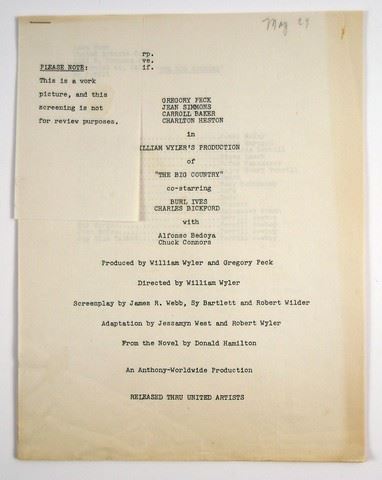 May 29
rp.
ve.
if.
PLEASE NOTE:
This is a work
picture, and this
screening is not
for review purposes.
GREGORY PECK
JEAN SIMMONS
CARROLL BAKER
CHARLTON HESTON
in
ILLIAM WYLER'S PRODUCTION
of
"THE BIG COUNTRY"
co-starring
BURL IVES
CHARLES BICKFORD
with
Alfonso Bedoya
Chuck Connors
Produced by William Wyler and Gregory Peck
Directed by William Wyler
Screenplay by James R. Webb, Sy Bartlett and Robert Wilder
Adaptation by Jessamyn West and Robert Wyler
From the Novel by Donald Hamilton
An Anthony-Worldwide Production
RELEASED THRU UNITED ARTISTS